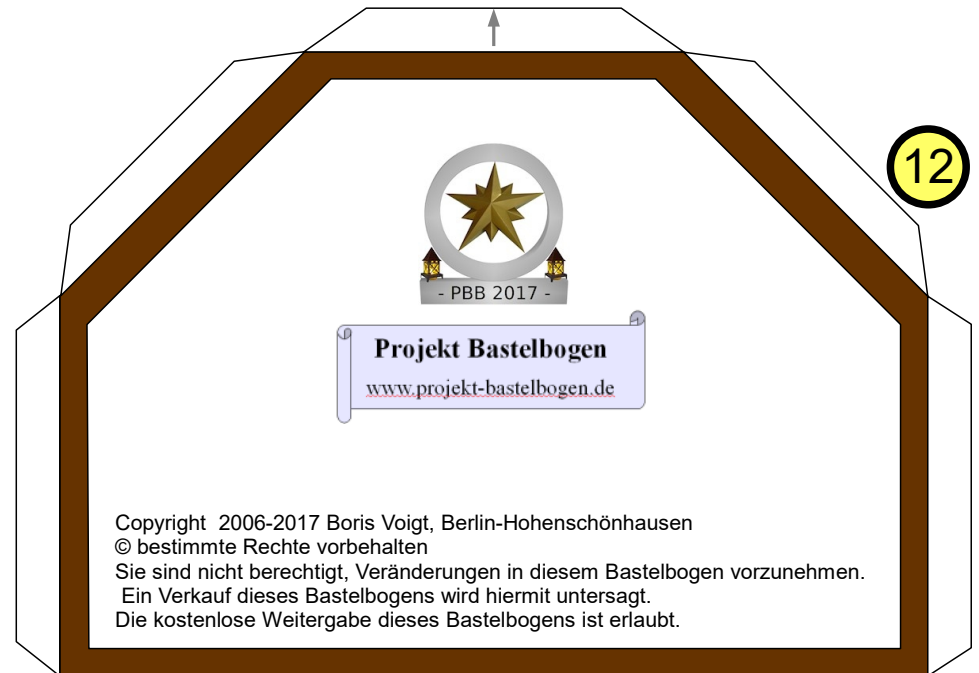 12
- PBB 2017 -
Projekt Bastelbogen
www.projekt-bastelbogen.de
Copyright  2006-2017 Boris Voigt, Berlin-Hohenschönhausen
© bestimmte Rechte vorbehalten
Sie sind nicht berechtigt, Veränderungen in diesem Bastelbogen vorzunehmen.
Ein Verkauf dieses Bastelbogens wird hiermit untersagt.
Die kostenlose Weitergabe dieses Bastelbogens ist erlaubt.